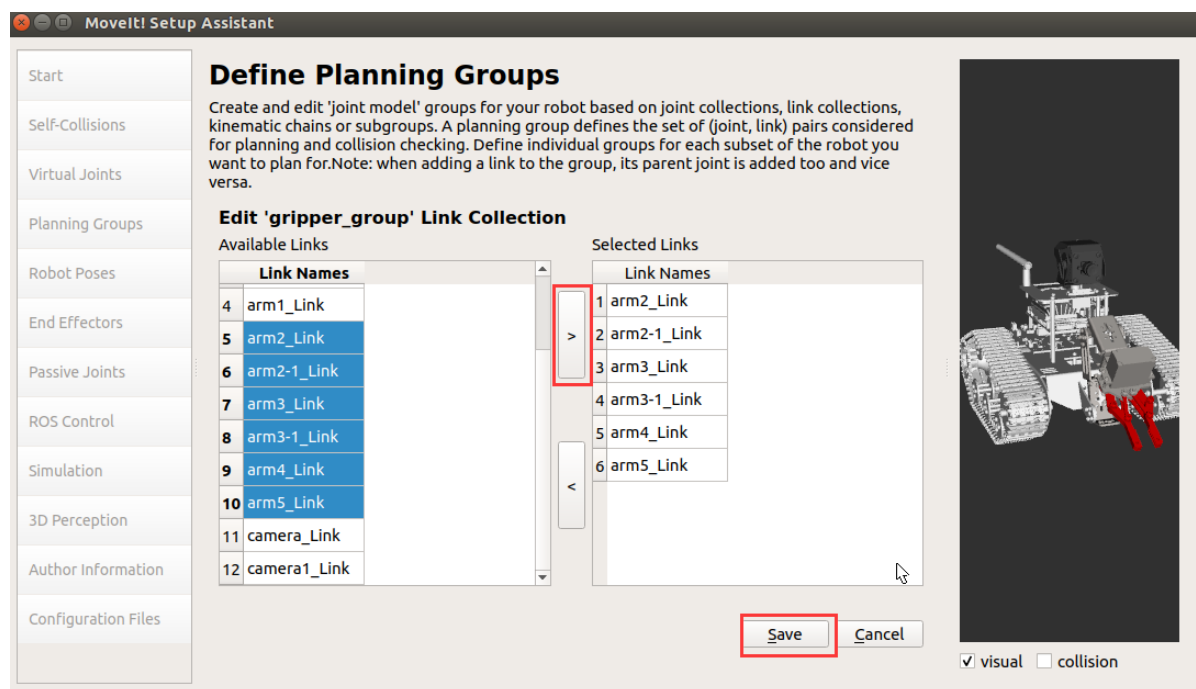 MoveIt! Setup Assistant
Start
Self-Collisions
Virtual Joints
Planning Groups
Robot Poses
End Effectors
Passive Joints
ROS Control
Simulation
3D Perception
Author Information
Configuration Files
Define Planning Groups
Create and edit 'joint model' groups for your robot based on joint collections, link collections,
kinematic chains or subgroups. A planning group defines the set of (joint, link) pairs considered
for planning and collision checking. Define individual groups for each subset of the robot you
want to plan for.Note: when adding a link to the group, its parent joint is added too and vice
versa.
Edit 'gripper_group' Link Collection
Available Links
Link Names
4 arm1_Link
5 arm2_Link
6 arm2-1_Link
7 arm3_Link
8 arm3-1_Link
9 arm4_Link
10 arm5_Link
11 camera_Link
12 camera1_Link
>
<
Selected Links
Link Names
1 arm2_Link
2 arm2-1_Link
3 arm3_Link
4 arm3-1_Link
5 arm4_Link
6 arm5_Link
Save
Cancel
visual
collision